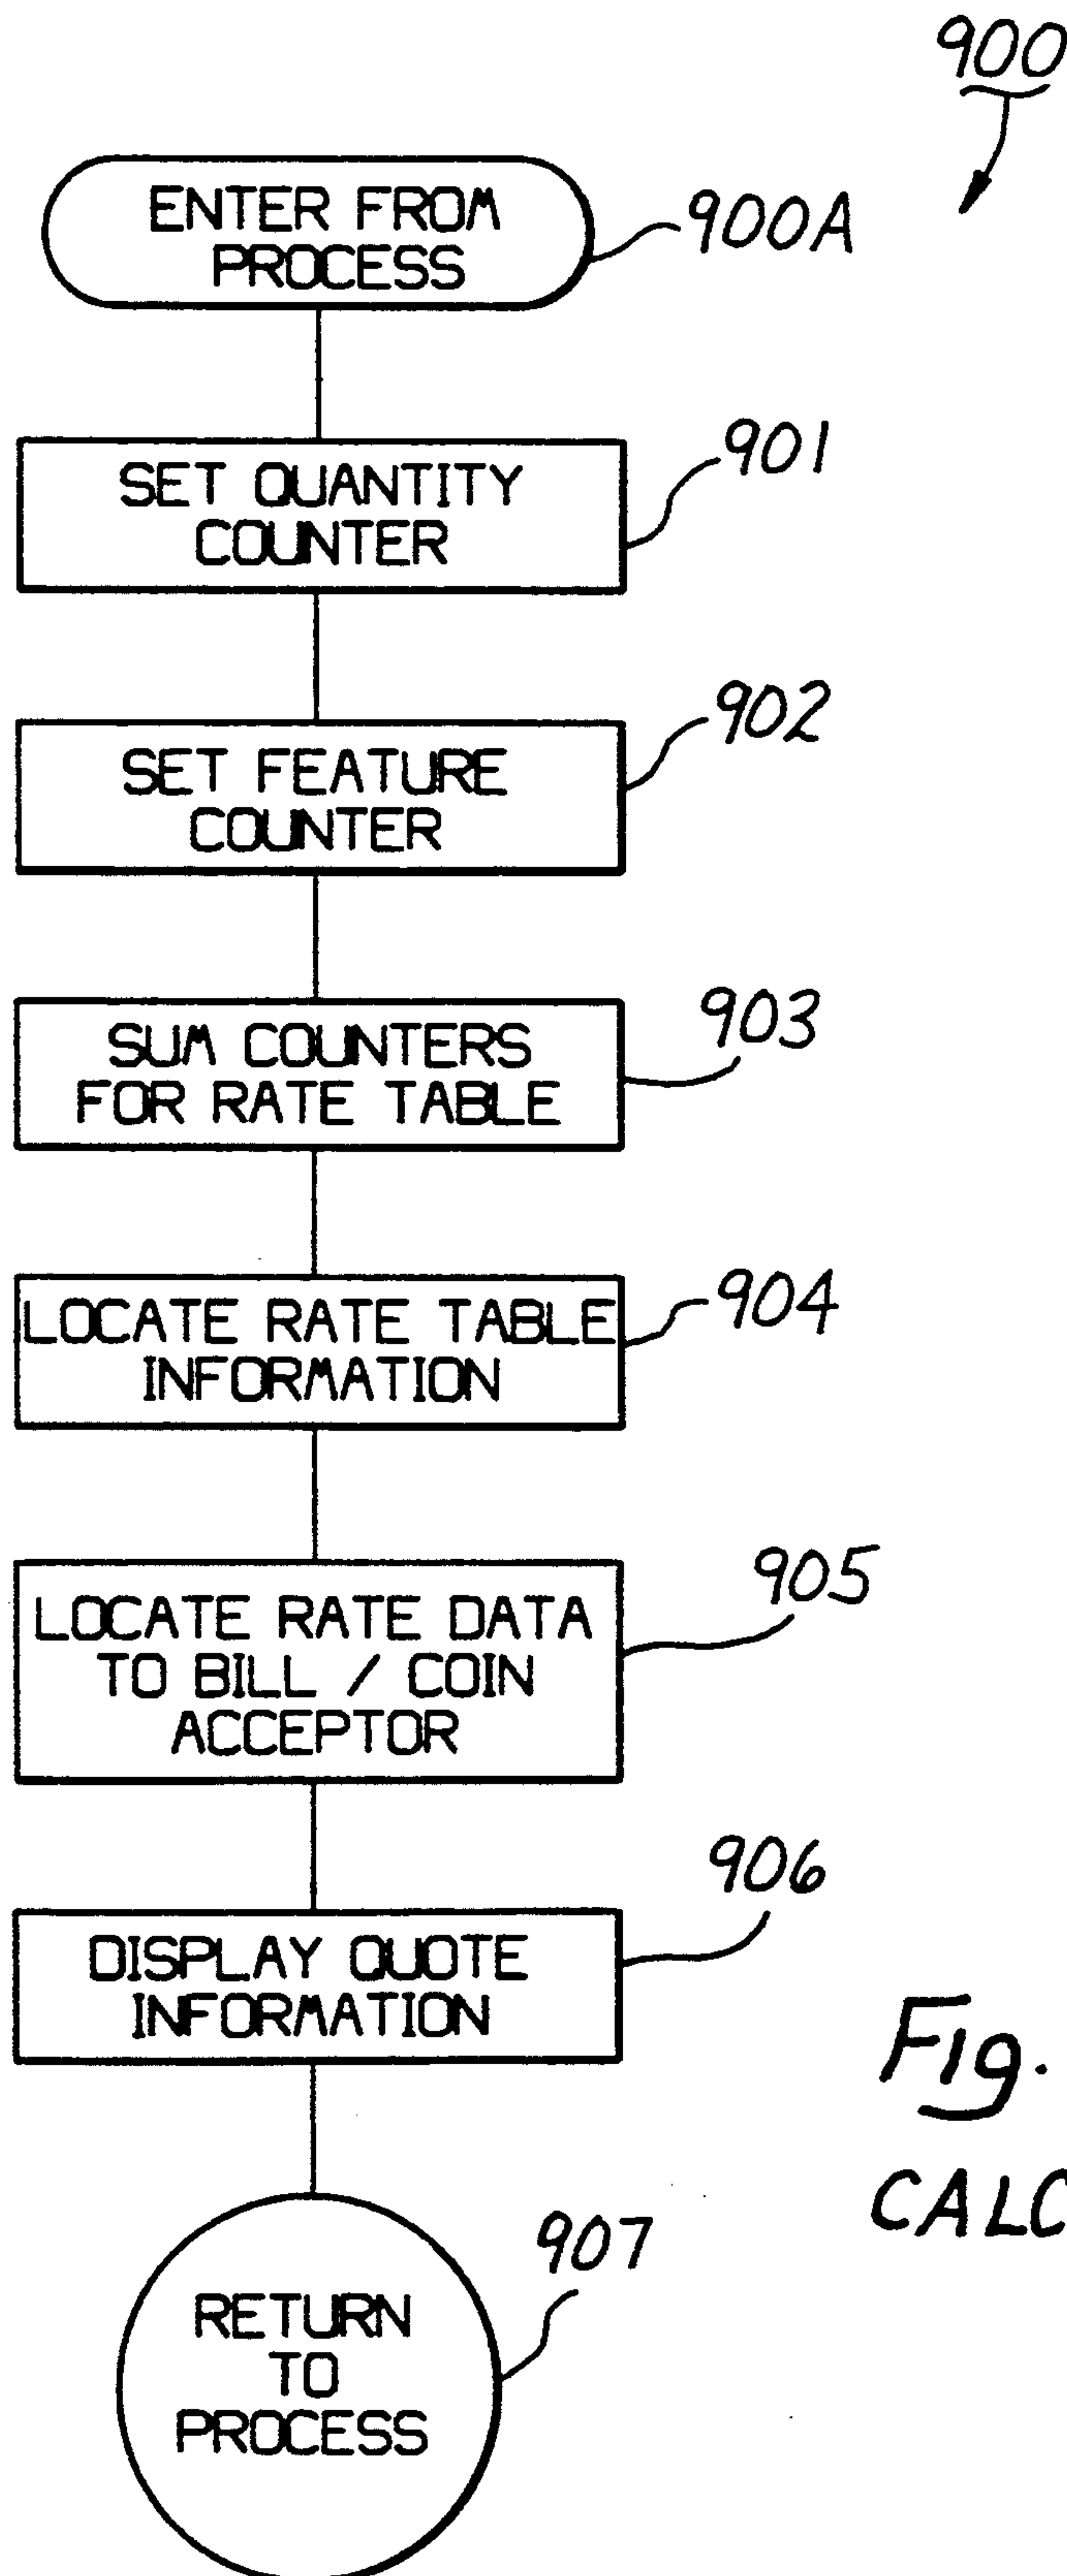 900
ENTER FROM
PROCESS
900A
SET QUANTITY
COUNTER
901
SET FEATURE
COUNTER
902
SUM COUNTERS
FOR RATE TABLE
903
LOCATE RATE TABLE
INFORMATION
904
LOCATE RATE DATA
TO BILL / COIN
ACCEPTOR
905
DISPLAY QUOTE
INFORMATION
906
Fig.
CALC
RETURN
TO
PROCESS
907